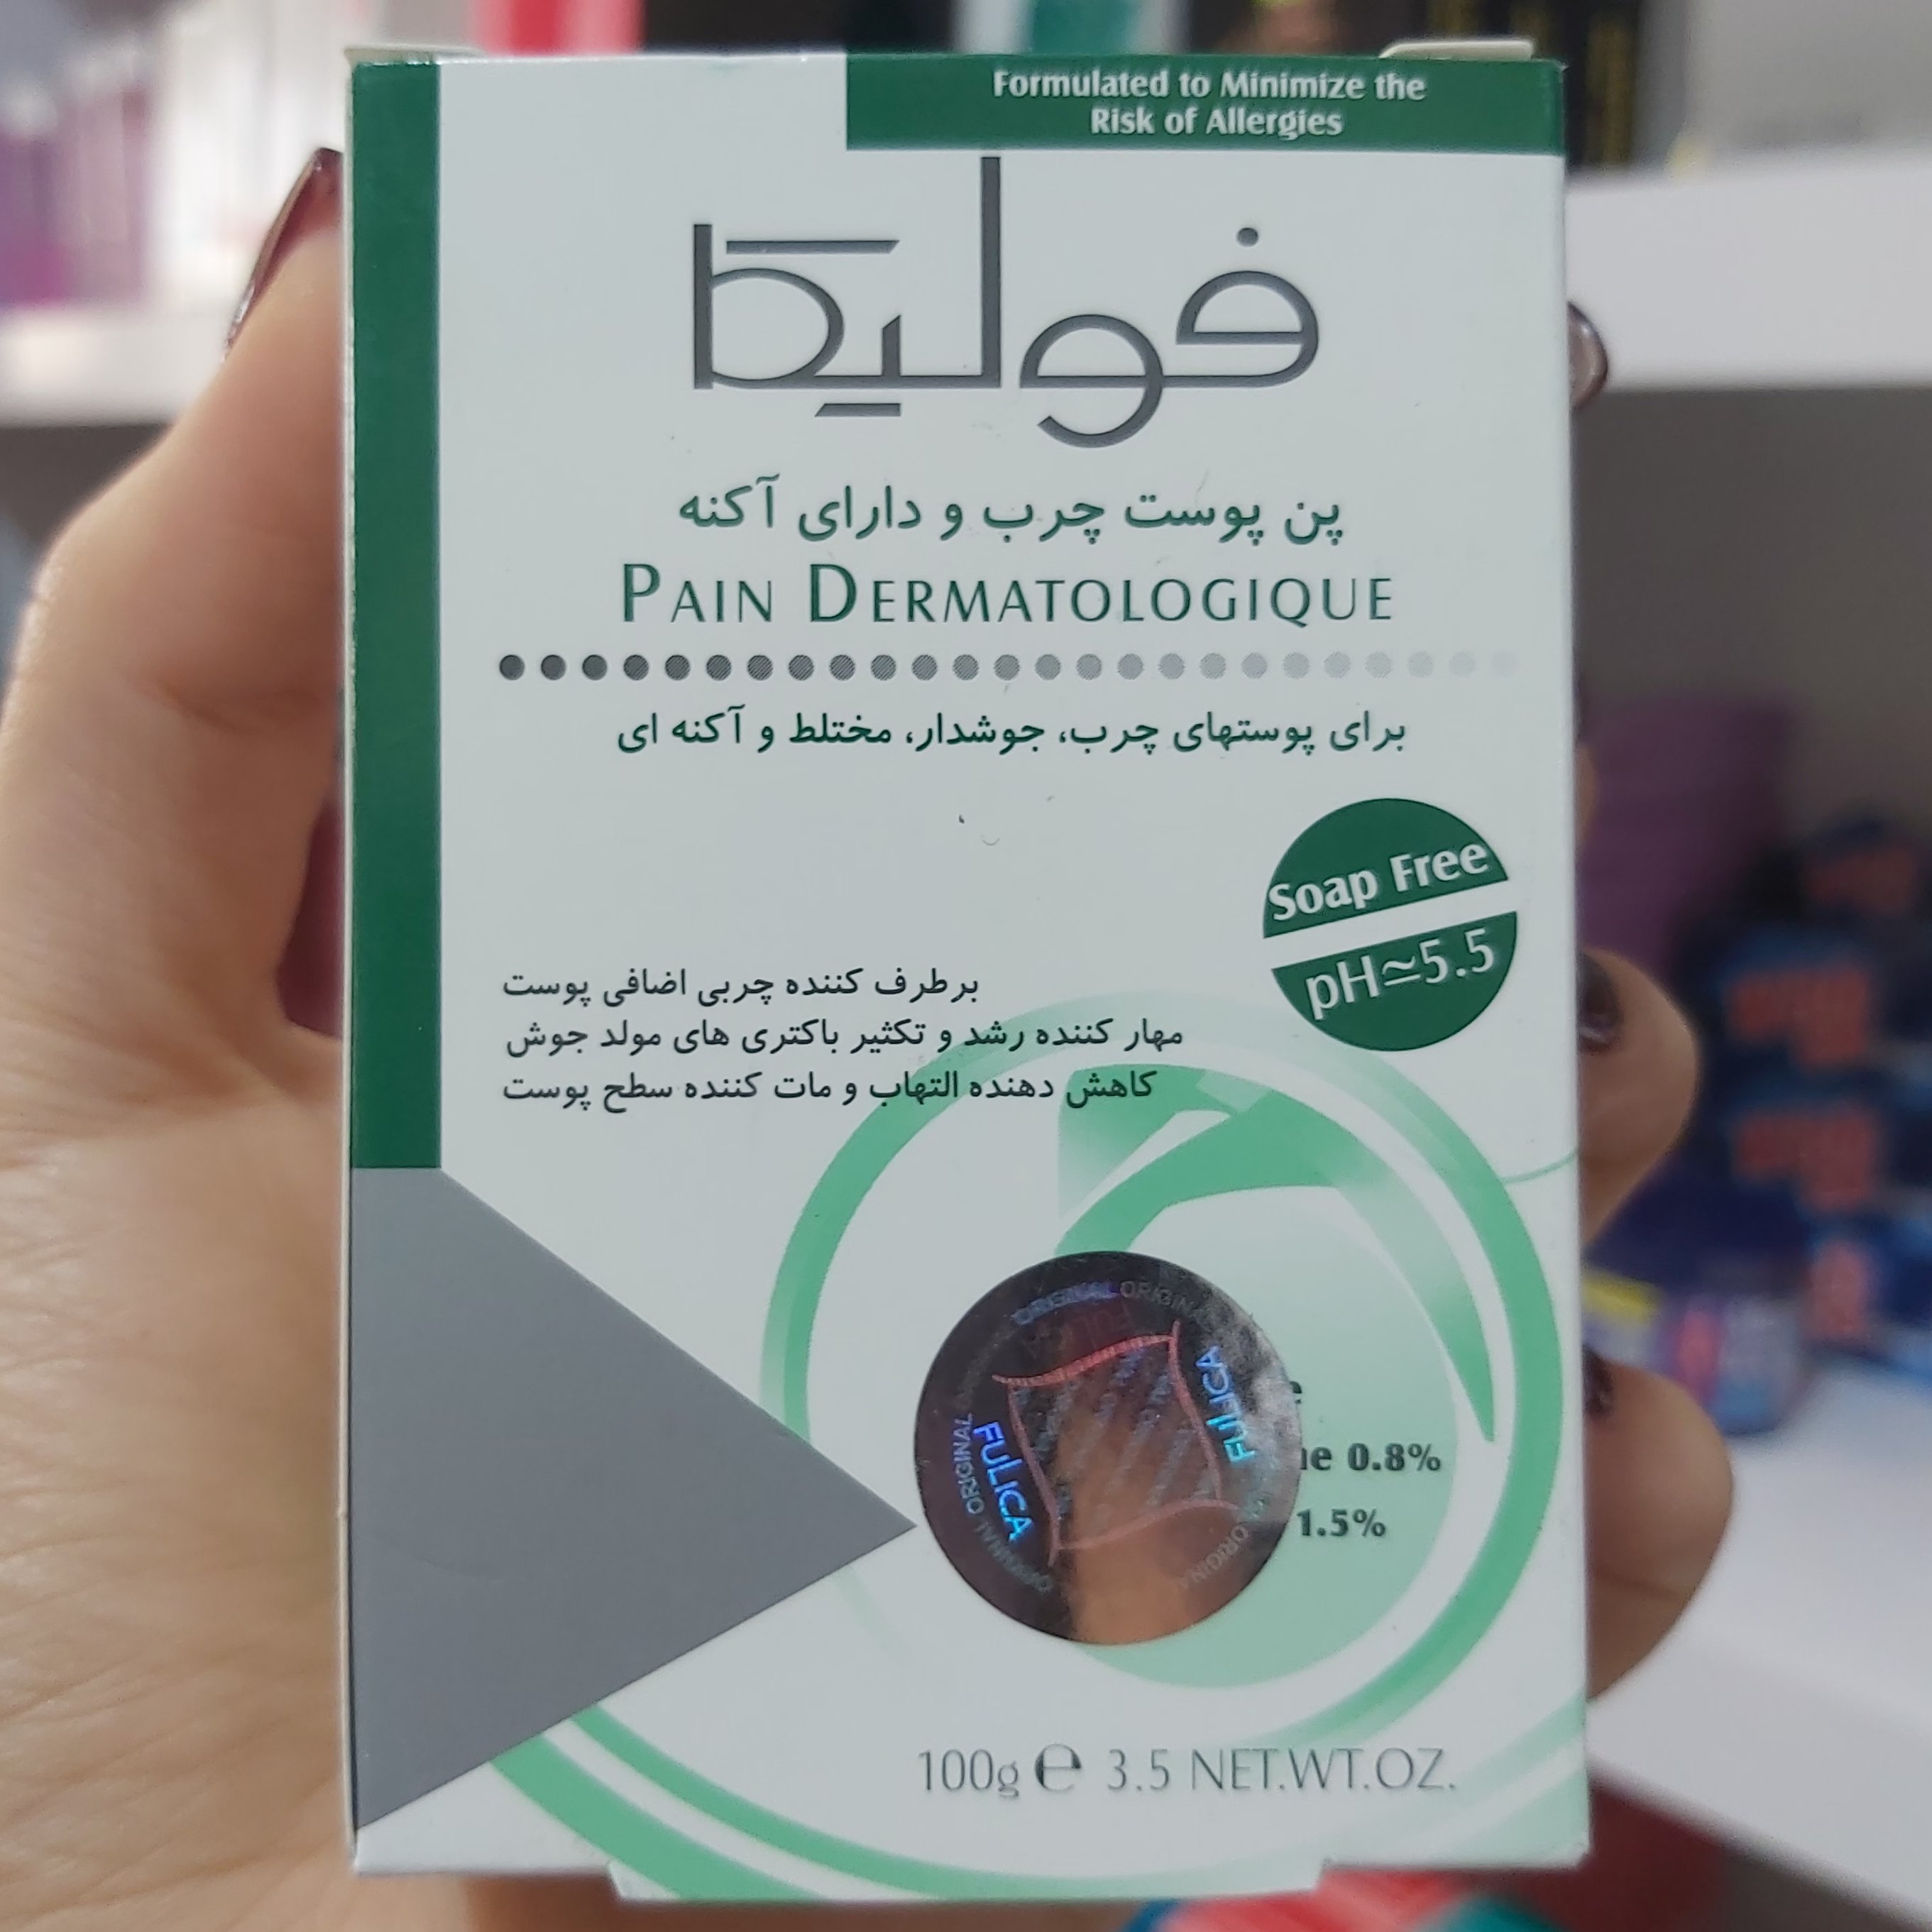 Formulated to Minimize the
Risk of Allergies
فولیکا
پن پوست چرب و دارای آکنه
PAIN DERMATOLOGIQUE
برای پوستهای چرب، جوشدار، مختلط و آکنه ای
Soap Free
pH≃5.5
برطرف کننده چربی اضافی پوست
مهار کننده رشد و تکثیر باکتری های مولد جوش
کاهش دهنده التهاب و مات کننده سطح پوست
ORIGINAL ORIGINAL
FULICA
FULICA
ORIGINAL
0.8%
1.5%
100g ℮ 3.5 NET.WT.OZ.